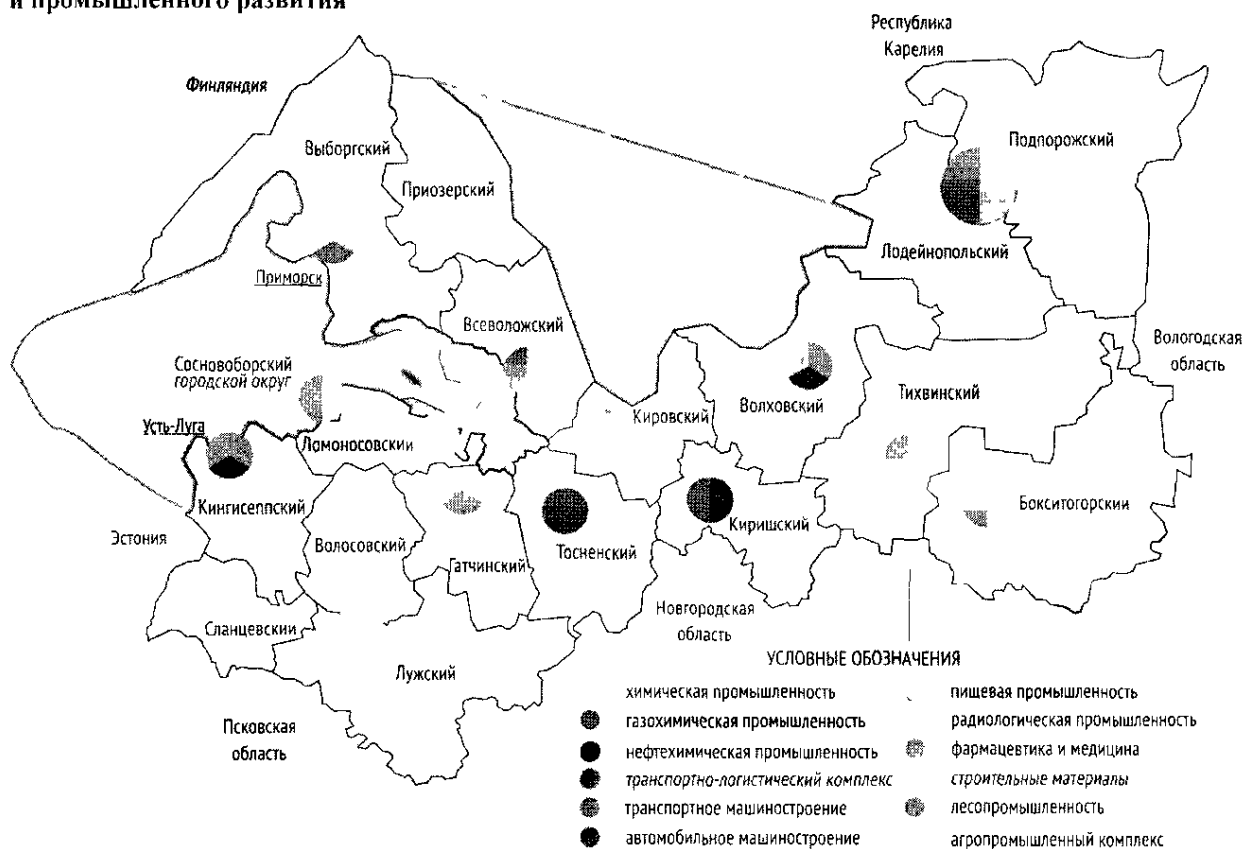 и промышленного развития
Республика
Карелия
Финляндия
Выборгский
Подпорожский
Приозерский
Лодейнопольский
Приморск
Всеволожский
Вологодская
область
Сосновоборский
городской округ
Кировский
Волховский
Тихвинский
Усть-Луга
Ломоносовскии
Кингисеппский
Бокситогорскии
Эстония
Волосовский
Гатчинский
Тосненский
Киришский
Новгородская
область
Сланцевскии
Лужский
Псковская
область
УСЛОВНЫЕ ОБОЗНАЧЕНИЯ
химическая промышленность
газохимическая промышленность
нефтехимическая промышленность
транспортно-логистический комплекс
транспортное машиностроение
автомобильное машиностроение
пищевая промышленность
радиологическая промышленность
фармацевтика и медицина
строительные материалы
лесопромышленность
агропромышленный комплекс